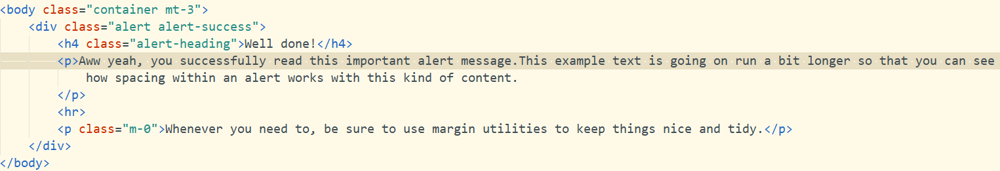 <body class="container mt-3">
<div class="alert alert-success">
<h4 class="alert-heading">Well done!</h4>
<p>Aww yeah, you successfully read this important alert message.This example text is going on run a bit longer so that you can see
how spacing within an alert works with this kind of content.
</p>
<hr>
<p class="m-0">Whenever you need to, be sure to use margin utilities to keep things nice and tidy.</p>
</div>
</body>